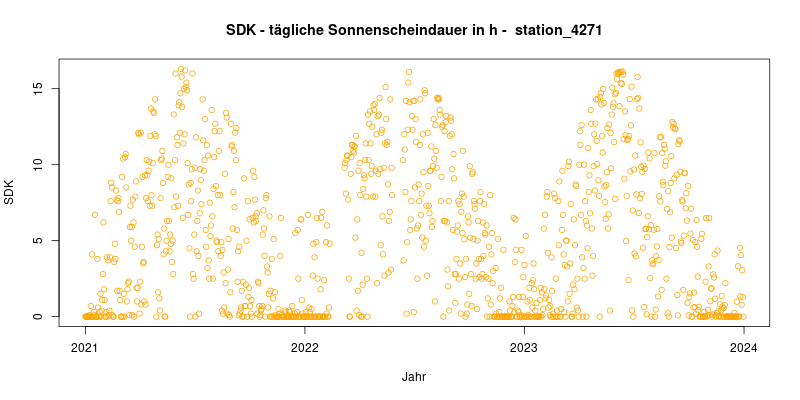 SDK - tägliche Sonnenscheindauer in h -  station_4271
15
10
5
0
SDK
2021 2022 2023 2024
Jahr